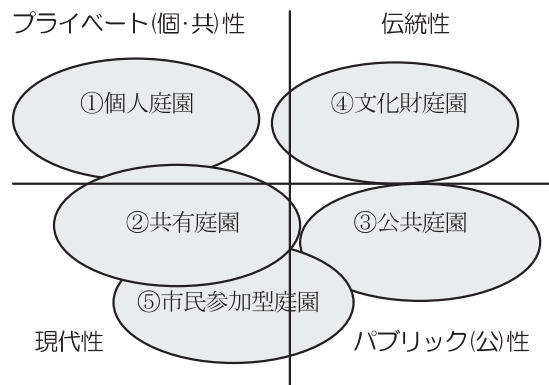 プライベート(個·共)性
伝統性
①個人庭園
④文化財庭園
②共有庭園
③公共庭園
⑤市民参加型庭園
現代性
パブリック(公)性